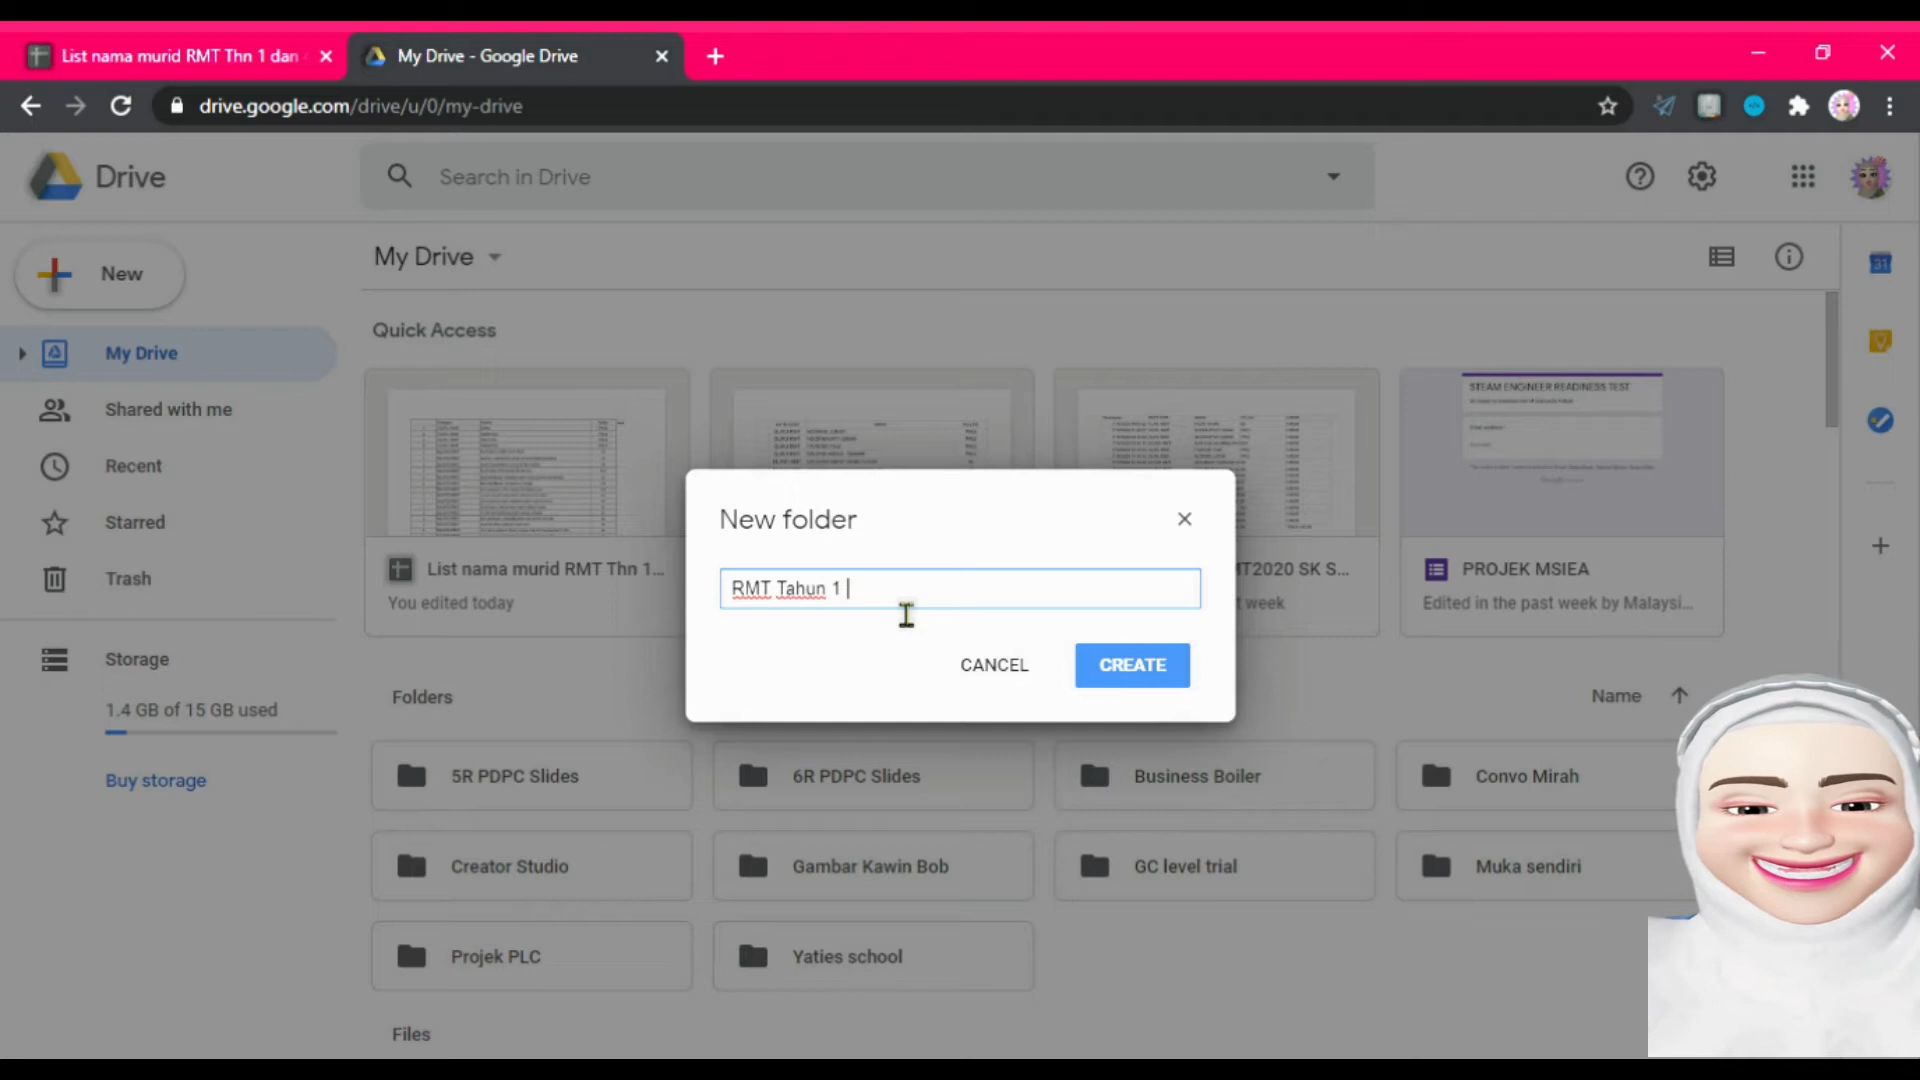 List nama murid RMT Thn 1 dan
My Drive - Google Drive
drive.google.com/drive/u/0/my-drive
Drive
Search in Drive
New
My Drive
31
My Drive
Quick Access
Shared with me
Recent
Starred
Trash
STEAM ENGINEER READINESS TEST
List nama murid RMT Thn 1...
You edited today
MT2020 SK S...
t week
PROJEK MSIEA
Edited in the past week by Malaysi...
New folder
RMT Tahun 1
CANCEL
CREATE
Storage
1.4 GB of 15 GB used
Buy storage
Folders
Name
5R PDPC Slides
6R PDPC Slides
Business Boiler
Convo Mirah
Creator Studio
Gambar Kawin Bob
GC level trial
Muka sendiri
Projek PLC
Yaties school
Files